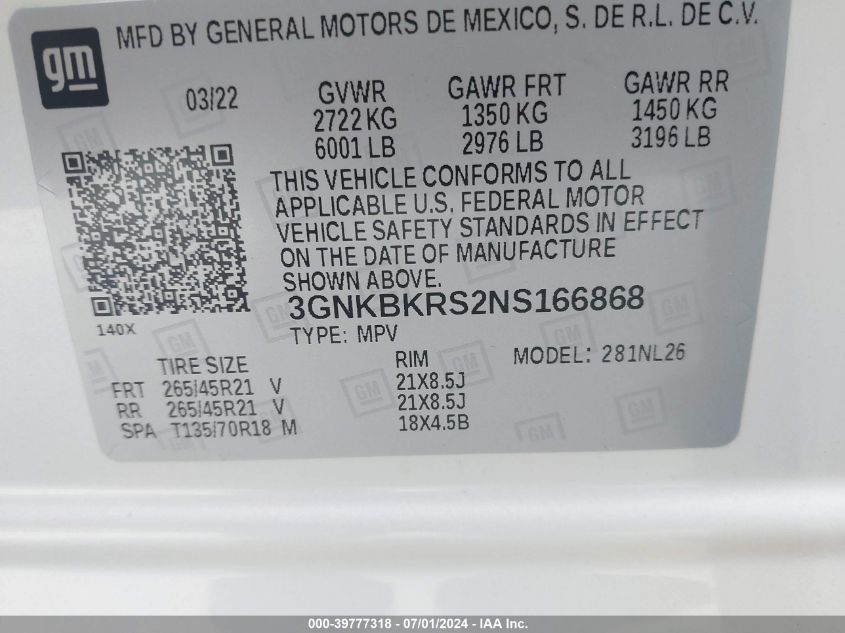 gm
MFD BY GENERAL MOTORS DE MEXICO, S. DE R.L. DE C.V.
03/22
GVWR GAWR FRT GAWR RR
2722 KG 1350 KG 1450 KG
6001 LB 2976 LB 3196 LB
THIS VEHICLE CONFORMS TO ALL
APPLICABLE U.S. FEDERAL MOTOR
VEHICLE SAFETY STANDARDS IN EFFECT
ON THE DATE OF MANUFACTURE
SHOWN ABOVE.
3GNKBKRS2NS166868
140X
TYPE: MPV
TIRE SIZE RIM MODEL: 281NL26
FRT 265/45R21 V 21X8.5J
RR 265/45R21 V 21X8.5J
SPA T135/70R18 M 18X4.5B
000-39777318 - 07/01/2024 - IAA Inc.